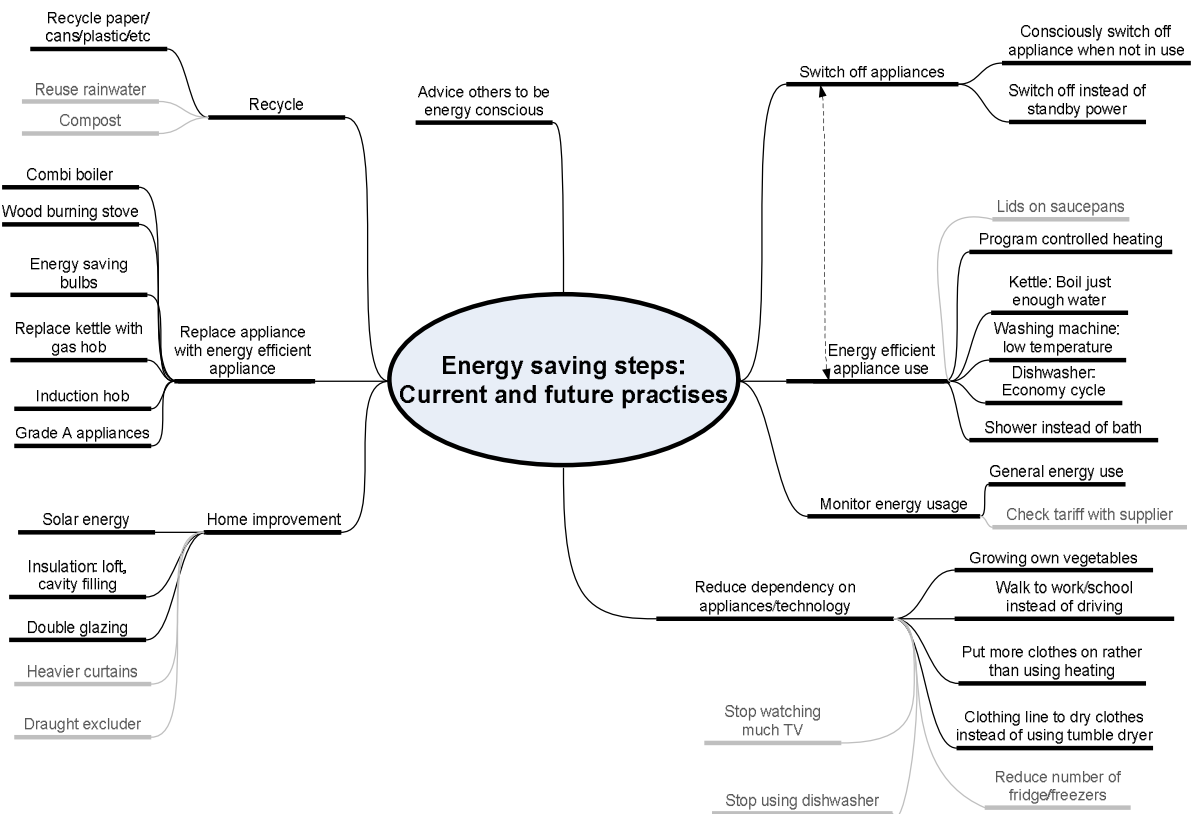 Recycle paper/
cans/plastic/etc
Reuse rainwater
Compost
Recycle
Combi boiler
Wood burning stove
Energy saving
bulbs
Replace kettle with
gas hob
Induction hob
Grade A appliances
Replace appliance
with energy efficient
appliance
Solar energy
Insulation: loft,
cavity filling
Double glazing
Heavier curtains
Draught excluder
Home improvement
Advice others to be
energy conscious
Energy saving steps:
Current and future practises
Switch off appliances
Consciously switch off
appliance when not in use
Switch off instead of
standby power
Energy efficient
appliance use
Lids on saucepans
Program controlled heating
Kettle: Boil just
enough water
Washing machine:
low temperature
Dishwasher:
Economy cycle
Shower instead of bath
Monitor energy usage
General energy use
Check tariff with supplier
Reduce dependency on
appliances/technology
Growing own vegetables
Walk to work/school
instead of driving
Put more clothes on rather
than using heating
Clothing line to dry clothes
instead of using tumble dryer
Reduce number of
fridge/freezers
Stop watching
much TV
Stop using dishwasher